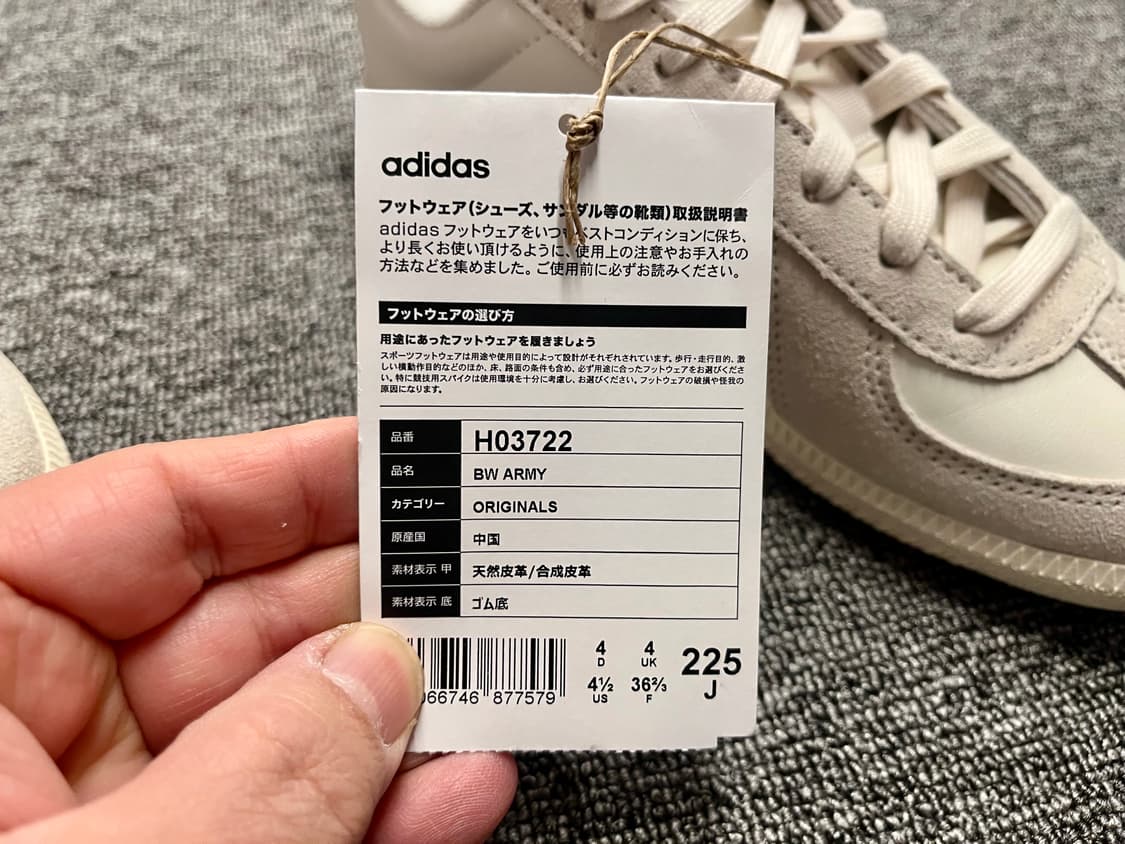 adidas
フットウェア(シューズ、サンダル等の靴類)取扱説明書
adidas フットウェアをいつもベストコンディションに保ち、
より長くお使い頂けるように、使用上の注意やお手入れの
方法などを集めました。ご使用前に必ずお読みください。
フットウェアの選び方
用途にあったフットウェアを履きましょう
スポーツフットウェアは用途や使用目的によって設計がそれぞれされています。歩行・走行目的、激
しい横動作目的などのほか、床、路面の条件も含め、必ず用途に合ったフットウェアをお選びくださ
い。特に競技用スパイクは使用環境を十分に考慮し、お選びください。フットウェアの破損や怪我の
原因になります。
品番 H03722
品名 BW ARMY
カテゴリー ORIGINALS
原産国 中国
素材表示 甲 天然皮革/合成皮革
素材表示 底 ゴム底
4 4 225
D UK J
4½ 36⅔
US F
66746 877579